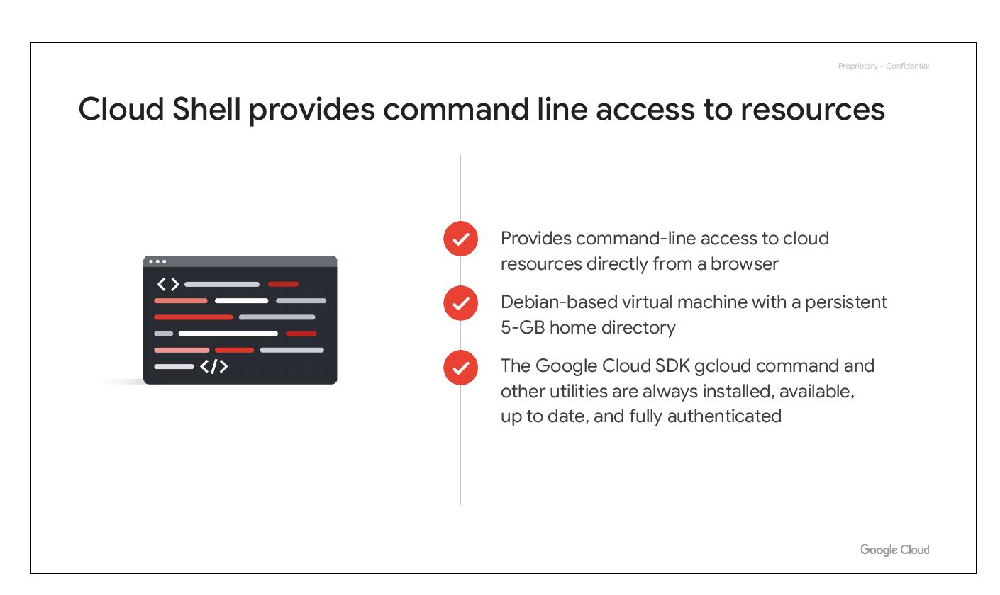 Proprietary + Confidential
Cloud Shell provides command line access to resources
Provides command-line access to cloud
resources directly from a browser
Debian-based virtual machine with a persistent
5-GB home directory
The Google Cloud SDK gcloud command and
other utilities are always installed, available,
up to date, and fully authenticated
< >
</>
Google Cloud